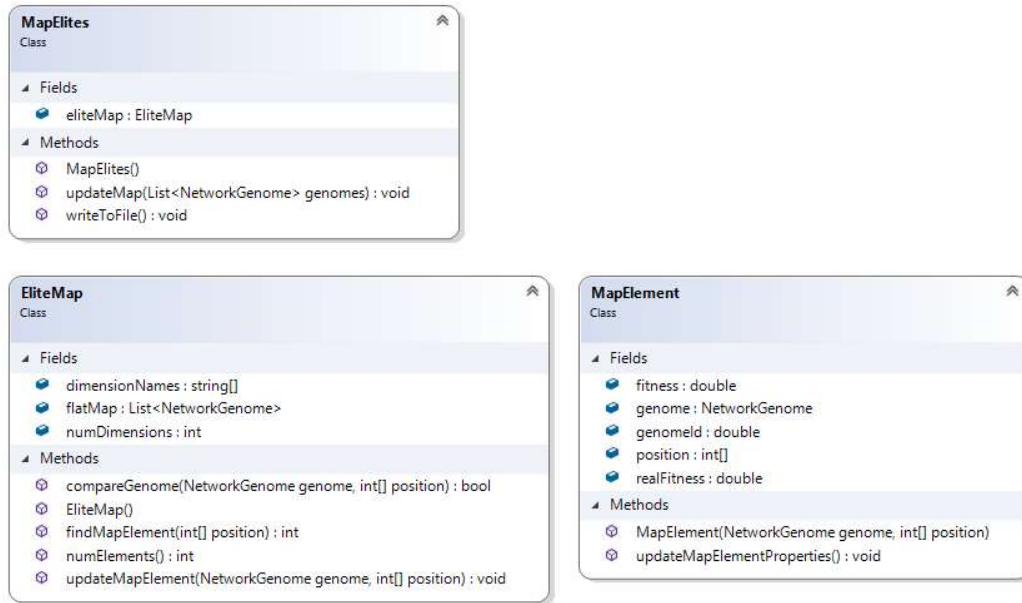 MapElites
Class
Fields
eliteMap : EliteMap
Methods
MapElites()
updateMap(List<NetworkGenome> genomes) : void
writeToFile() : void
EliteMap
Class
Fields
dimensionNames : string[]
flatMap : List<NetworkGenome>
numDimensions : int
Methods
compareGenome(NetworkGenome genome, int[] position) : bool
EliteMap()
findMapElement(int[] position) : int
numElements() : int
updateMapElement(NetworkGenome genome, int[] position) : void
MapElement
Class
Fields
fitness : double
genome : NetworkGenome
genomeId : double
position : int[]
realFitness : double
Methods
MapElement(NetworkGenome genome, int[] position)
updateMapElementProperties() : void